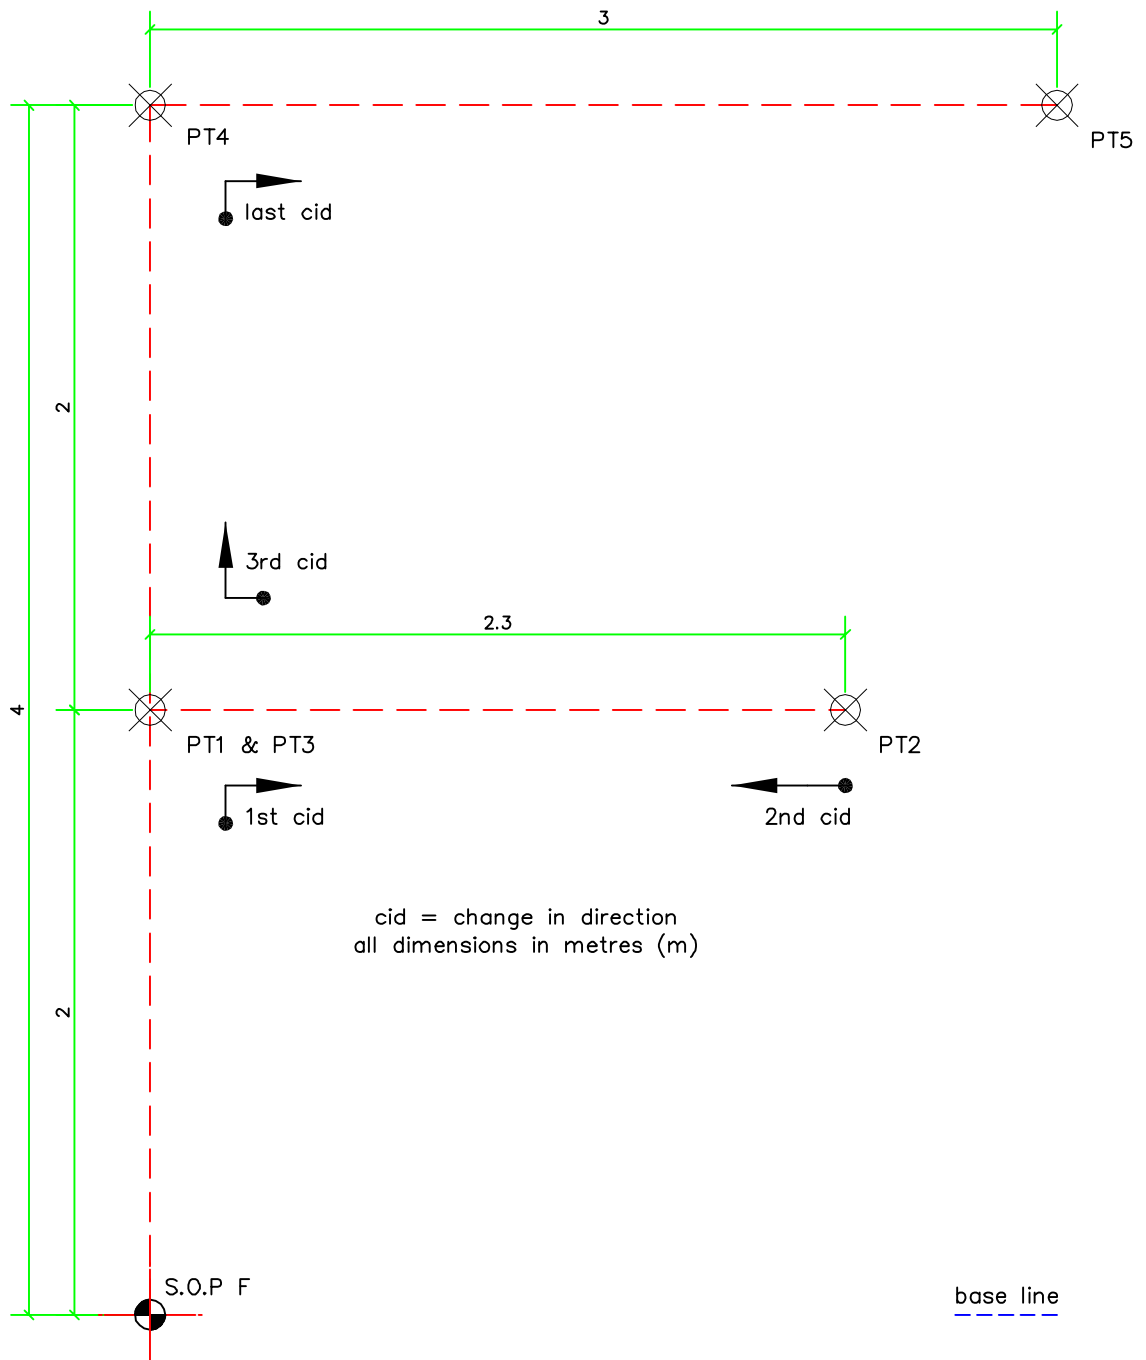 3
PT4
PT5
last cid
2
3rd cid
2.3
4
PT1 & PT3
PT2
1st cid
2nd cid
cid = change in direction
all dimensions in metres (m)
2
S.O.P F
base line